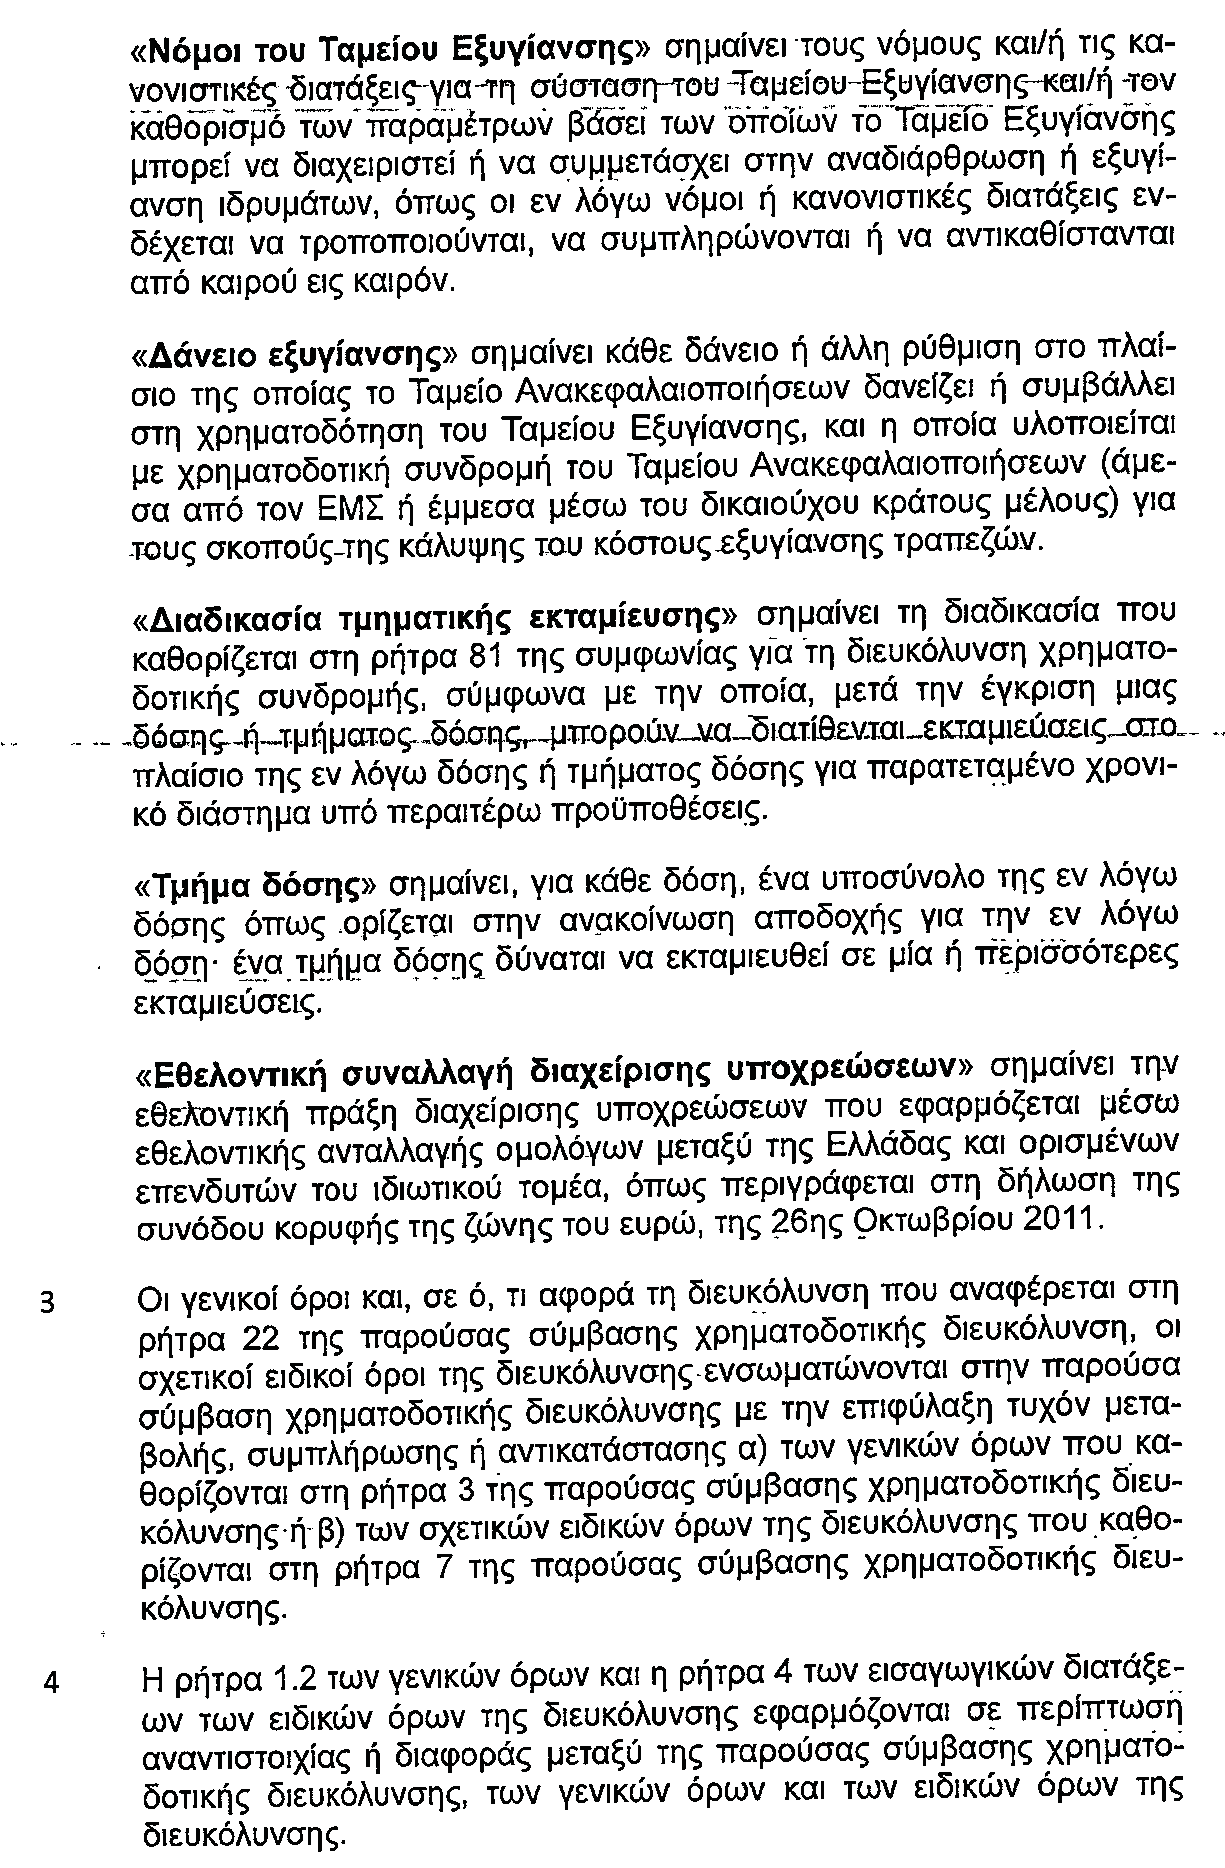 «Νόμοι του Ταμείου Εξυγίανσης» σημαίνει τους νόμους και/ή τις κα-
νονιστικές διατάξεις για τη σύσταση του Ταμείου Εξυγίανσης και/ή τον
καθορισμό των παραμέτρων βάσει των οποίων το Ταμείο Εξυγίανσης
μπορεί να διαχειριστεί ή να συμμετάσχει στην αναδιάρθρωση ή εξυγί-
ανση ιδρυμάτων, όπως οι εν λόγω νόμοι ή κανονιστικές διατάξεις εν-
δέχεται να τροποποιούνται, να συμπληρώνονται ή να αντικαθίστανται
από καιρού εις καιρόν.
«Δάνειο εξυγίανσης» σημαίνει κάθε δάνειο ή άλλη ρύθμιση στο πλαί-
σιο της οποίας το Ταμείο Ανακεφαλαιοποιήσεων δανείζει ή συμβάλλει
στη χρηματοδότηση του Ταμείου Εξυγίανσης, και η οποία υλοποιείται
με χρηματοδοτική συνδρομή του Ταμείου Ανακεφαλαιοποιήσεων (άμε-
σα από τον ΕΜΣ ή έμμεσα μέσω του δικαιούχου κράτους μέλους) για
τους σκοπούς της κάλυψης του κόστους εξυγίανσης τραπεζών.
«Διαδικασία τμηματικής εκταμίευσης» σημαίνει τη διαδικασία που
καθορίζεται στη ρήτρα 81 της συμφωνίας για τη διευκόλυνση χρηματο-
δοτικής συνδρομής, σύμφωνα με την οποία, μετά την έγκριση μιας
δόσης ή τμήματος δόσης, μπορούν να διατίθενται εκταμιεύσεις στο
πλαίσιο της εν λόγω δόσης ή τμήματος δόσης για παρατεταμένο χρονι-
κό διάστημα υπό περαιτέρω προϋποθέσεις.
«Τμήμα δόσης» σημαίνει, για κάθε δόση, ένα υποσύνολο της εν λόγω
δόσης όπως ορίζεται στην ανακοίνωση αποδοχής για την εν λόγω
δόση· ένα τμήμα δόσης δύναται να εκταμιευθεί σε μία ή περισσότερες
εκταμιεύσεις.
«Εθελοντική συναλλαγή διαχείρισης υποχρεώσεων» σημαίνει την
εθελοντική πράξη διαχείρισης υποχρεώσεων που εφαρμόζεται μέσω
εθελοντικής ανταλλαγής ομολόγων μεταξύ της Ελλάδας και ορισμένων
επενδυτών του ιδιωτικού τομέα, όπως περιγράφεται στη δήλωση της
συνόδου κορυφής της ζώνης του ευρώ, της 26ης Οκτωβρίου 2011.
3 Οι γενικοί όροι και, σε ό, τι αφορά τη διευκόλυνση που αναφέρεται στη
ρήτρα 22 της παρούσας σύμβασης χρηματοδοτικής διευκόλυνση, οι
σχετικοί ειδικοί όροι της διευκόλυνσης ενσωματώνονται στην παρούσα
σύμβαση χρηματοδοτικής διευκόλυνσης με την επιφύλαξη τυχόν μετα-
βολής, συμπλήρωσης ή αντικατάστασης α) των γενικών όρων που κα-
θορίζονται στη ρήτρα 3 της παρούσας σύμβασης χρηματοδοτικής διευ-
κόλυνσης ή β) των σχετικών ειδικών όρων της διευκόλυνσης που καθο-
ρίζονται στη ρήτρα 7 της παρούσας σύμβασης χρηματοδοτικής διευ-
κόλυνσης.
4 Η ρήτρα 1.2 των γενικών όρων και η ρήτρα 4 των εισαγωγικών διατάξε-
ων των ειδικών όρων της διευκόλυνσης εφαρμόζονται σε περίπτωση
αναντιστοιχίας ή διαφοράς μεταξύ της παρούσας σύμβασης χρηματο-
δοτικής διευκόλυνσης, των γενικών όρων και των ειδικών όρων της
διευκόλυνσης.